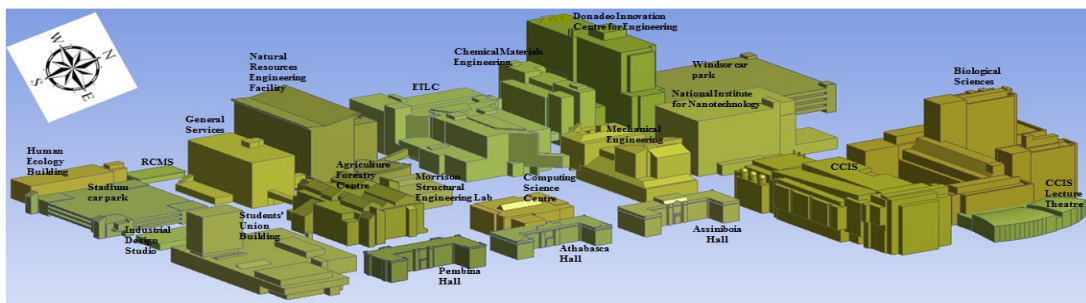 W
N
S
E
Donadeo Innovation
Centre for Engineering
Chemical Materials
Engineering
Natural
Resources
Engineering
Facility
Windsor car
park
Biological
Sciences
ETLC
National Institute
for Nanotechnology
General
Services
Mechanical
Engineering
Human
Ecology
Building
RCMS
Agriculture
Forestry
Centre
Morrison
Structural
Engineering Lab
Computing
Science
Centre
CCIS
Stadium
car park
CCIS
Lecture
Theatre
Students'
Union
Building
Industrial
Design
Studio
Assiniboia
Hall
Athabasca
Hall
Pembina
Hall